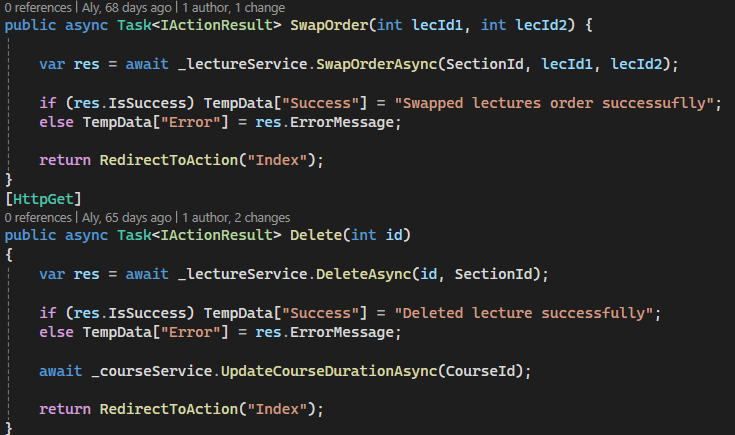 0 references | Aly, 68 days ago | 1 author, 1 change
public async Task<IActionResult> SwapOrder(int lecId1, int lecId2) {
var res = await _lectureService.SwapOrderAsync(SectionId, lecId1, lecId2);
if (res.IsSuccess) TempData["Success"] = "Swapped lectures order successuflly";
else TempData["Error"] = res.ErrorMessage;
return RedirectToAction("Index");
}
[HttpGet]
0 references | Aly, 65 days ago | 1 author, 2 changes
public async Task<IActionResult> Delete(int id)
{
var res = await _lectureService.DeleteAsync(id, SectionId);
if (res.IsSuccess) TempData["Success"] = "Deleted lecture successfully";
else TempData["Error"] = res.ErrorMessage;
await _courseService.UpdateCourseDurationAsync(CourseId);
return RedirectToAction("Index");
}